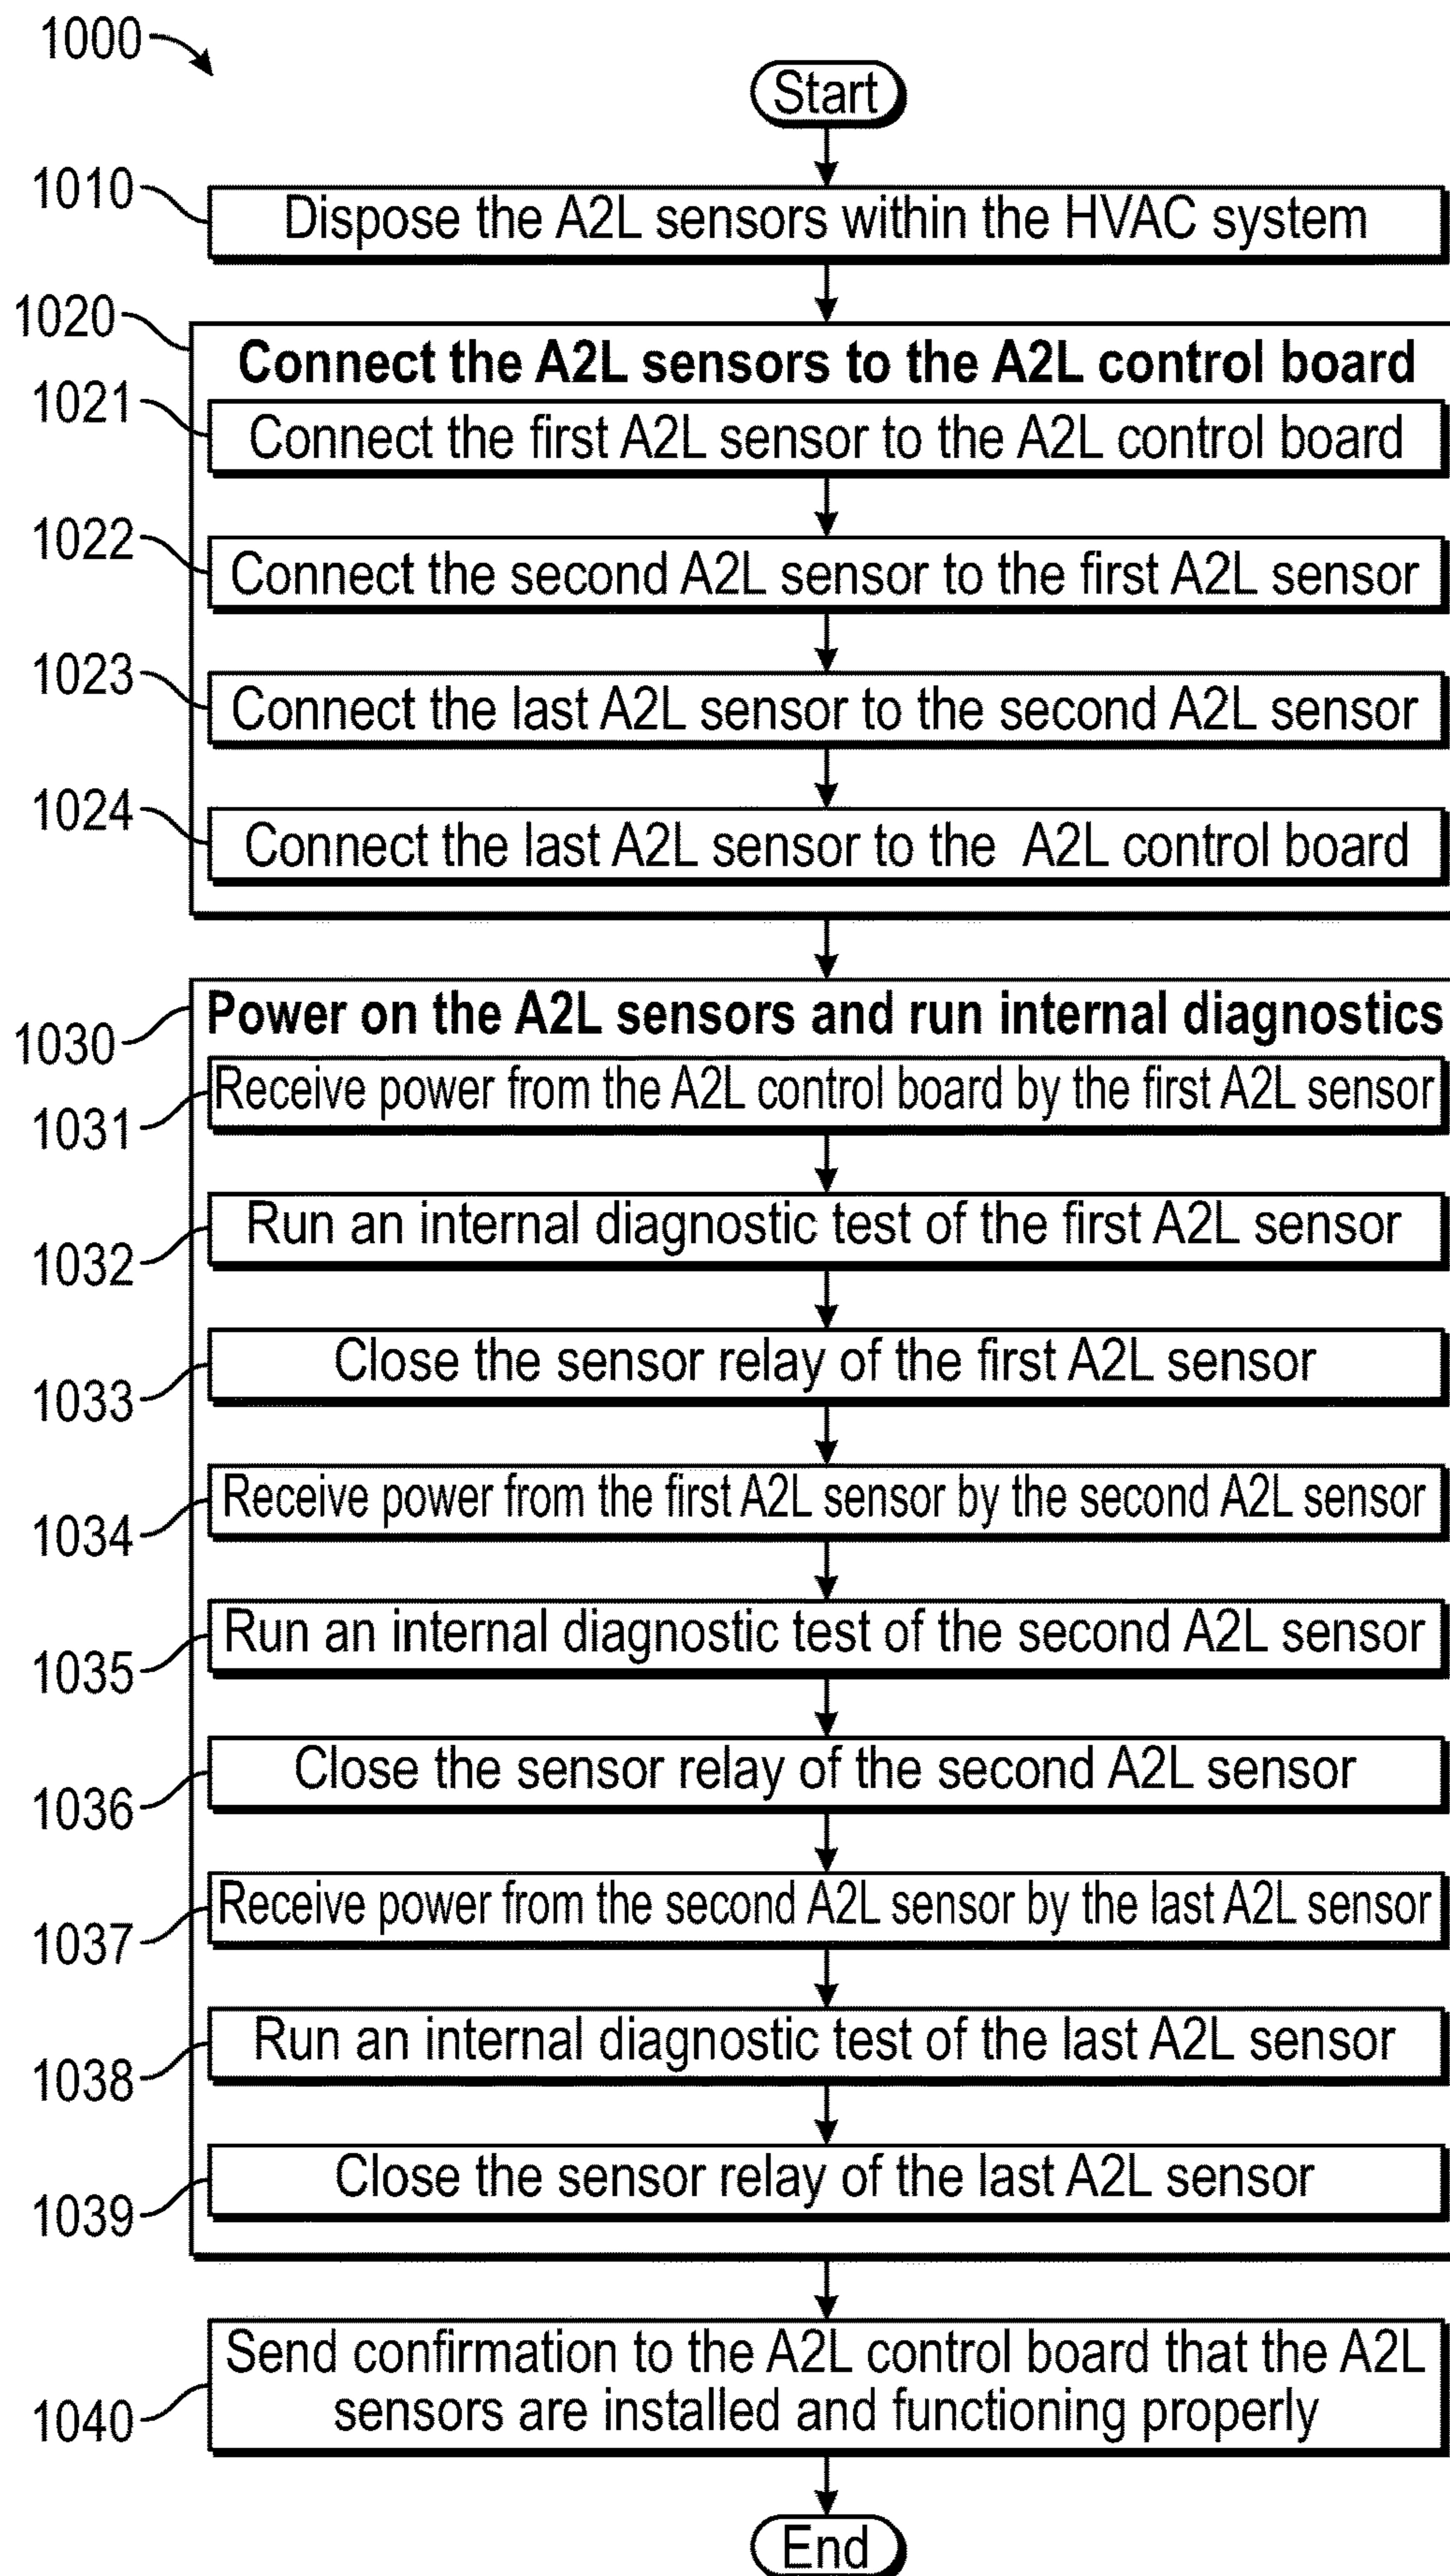 1000
Start
1010
Dispose the A2L sensors within the HVAC system
1020
Connect the A2L sensors to the A2L control board
1021
Connect the first A2L sensor to the A2L control board
1022
Connect the second A2L sensor to the first A2L sensor
1023
Connect the last A2L sensor to the second A2L sensor
1024
Connect the last A2L sensor to the A2L control board
1030
Power on the A2L sensors and run internal diagnostics
1031
Receive power from the A2L control board by the first A2L sensor
1032
Run an internal diagnostic test of the first A2L sensor
1033
Close the sensor relay of the first A2L sensor
1034
Receive power from the first A2L sensor by the second A2L sensor
1035
Run an internal diagnostic test of the second A2L sensor
1036
Close the sensor relay of the second A2L sensor
1037
Receive power from the second A2L sensor by the last A2L sensor
1038
Run an internal diagnostic test of the last A2L sensor
1039
Close the sensor relay of the last A2L sensor
1040
Send confirmation to the A2L control board that the A2L
sensors are installed and functioning properly
End